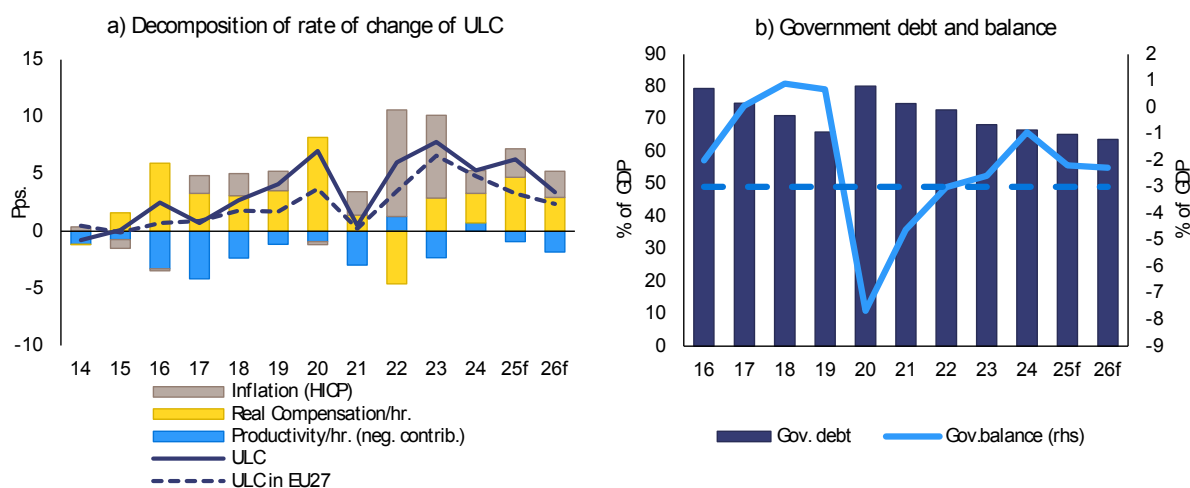 a) Decomposition of rate of change of ULC
15
10
5
0
-5
-10
Pps.
14 15 16 17 18 19 20 21 22 23 24 25f 26f
Inflation (HICP)
Real Compensation/hr.
Productivity/hr. (neg. contrib.)
ULC
ULC in EU27
b) Government debt and balance
90
80
70
60
50
40
30
20
10
0
% of GDP
2
1
0
-1
-2
-3
-4
-5
-6
-7
-8
-9
% of GDP
16 17 18 19 20 21 22 23 24 25f 26f
Gov. debt
Gov.balance (rhs)